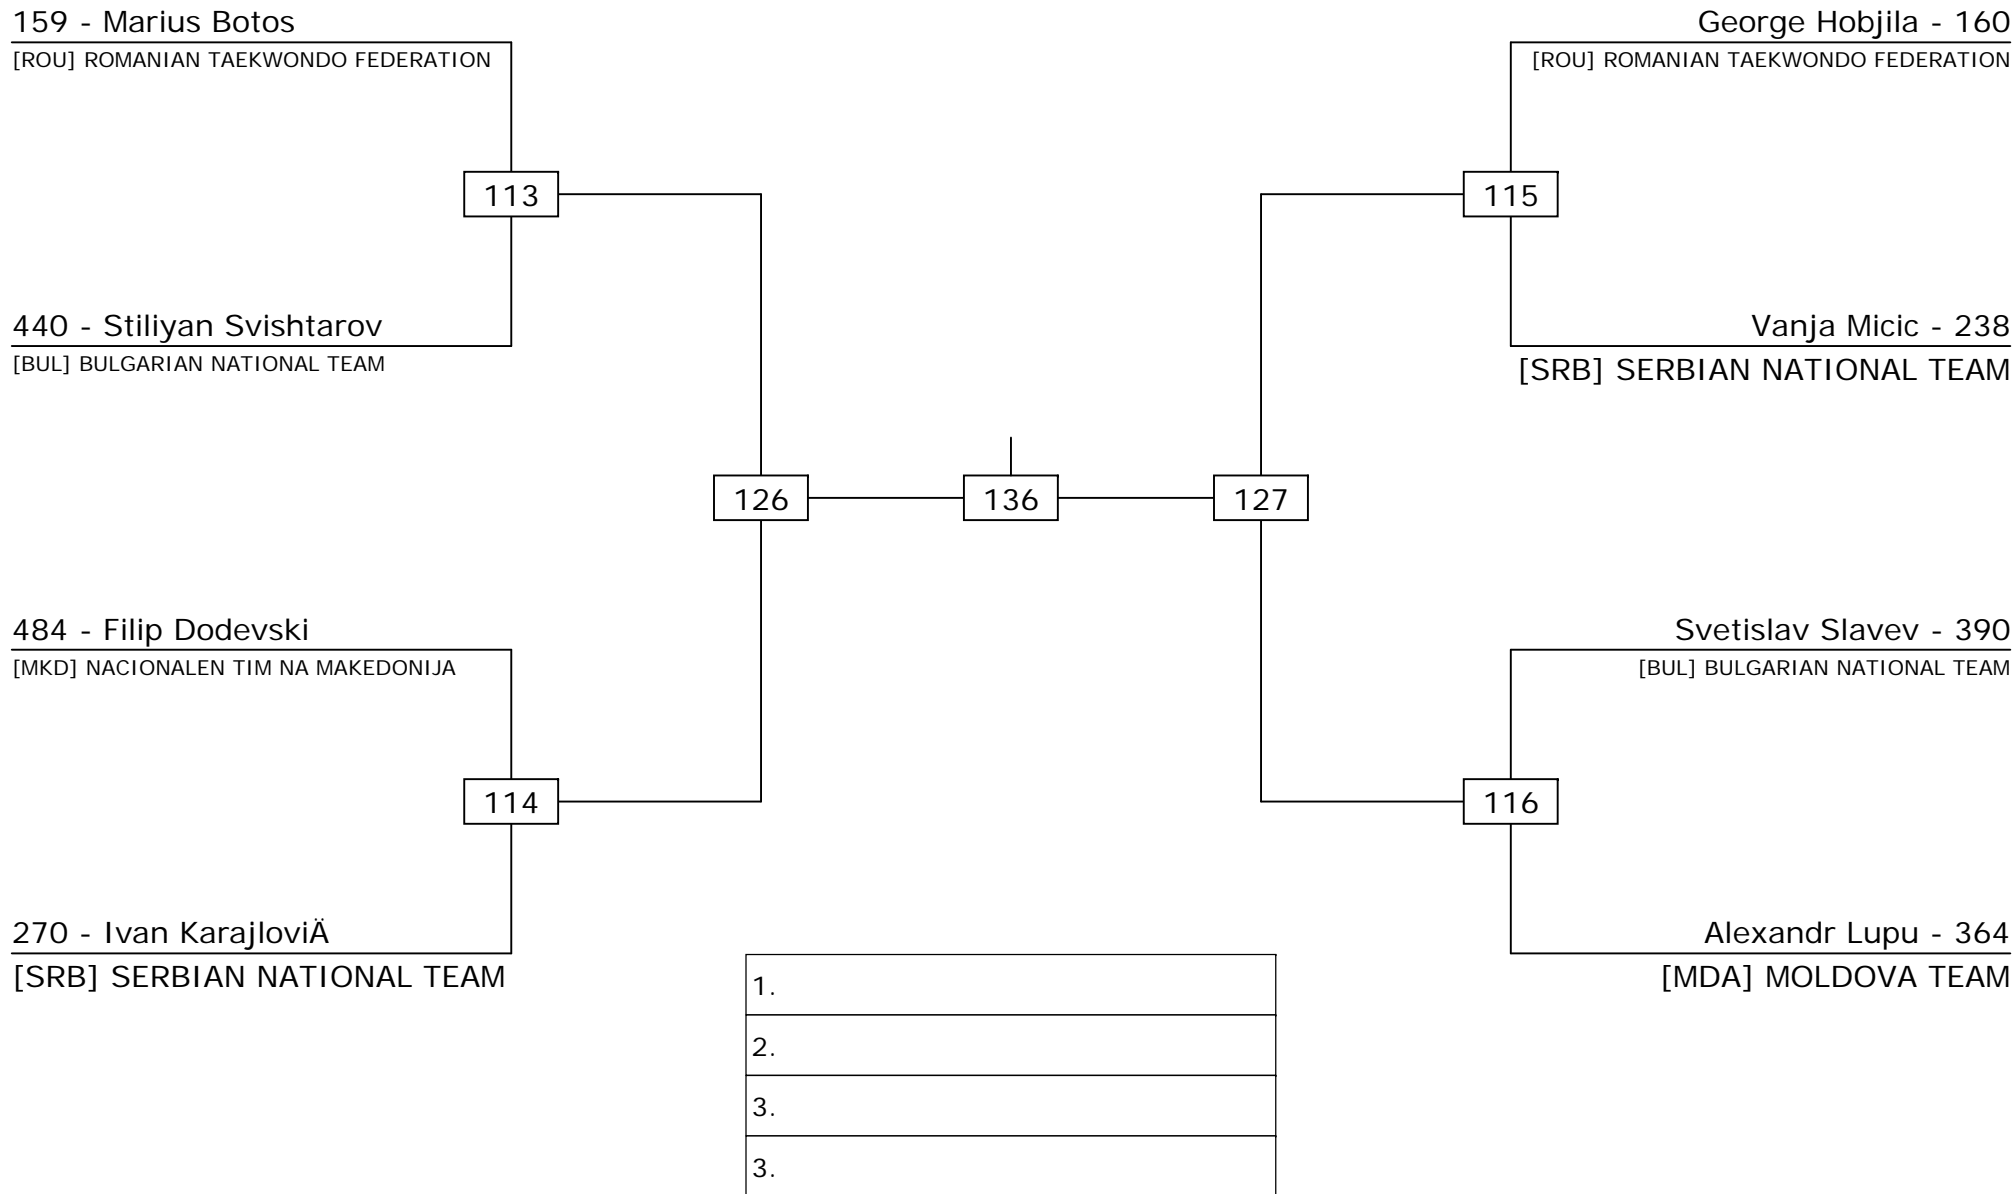 159 - Marius Botos
[ROU] ROMANIAN TAEKWONDO FEDERATION
113
440 - Stiliyan Svishtarov
[BUL] BULGARIAN NATIONAL TEAM
126
484 - Filip Dodevski
[MKD] NACIONALEN TIM NA MAKEDONIJA
114
270 - Ivan KarajloviÄ
[SRB] SERBIAN NATIONAL TEAM
136
George Hobjila - 160
[ROU] ROMANIAN TAEKWONDO FEDERATION
115
Vanja Micic - 238
[SRB] SERBIAN NATIONAL TEAM
127
Svetislav Slavev - 390
[BUL] BULGARIAN NATIONAL TEAM
116
Alexandr Lupu - 364
[MDA] MOLDOVA TEAM
1.
2.
3.
3.